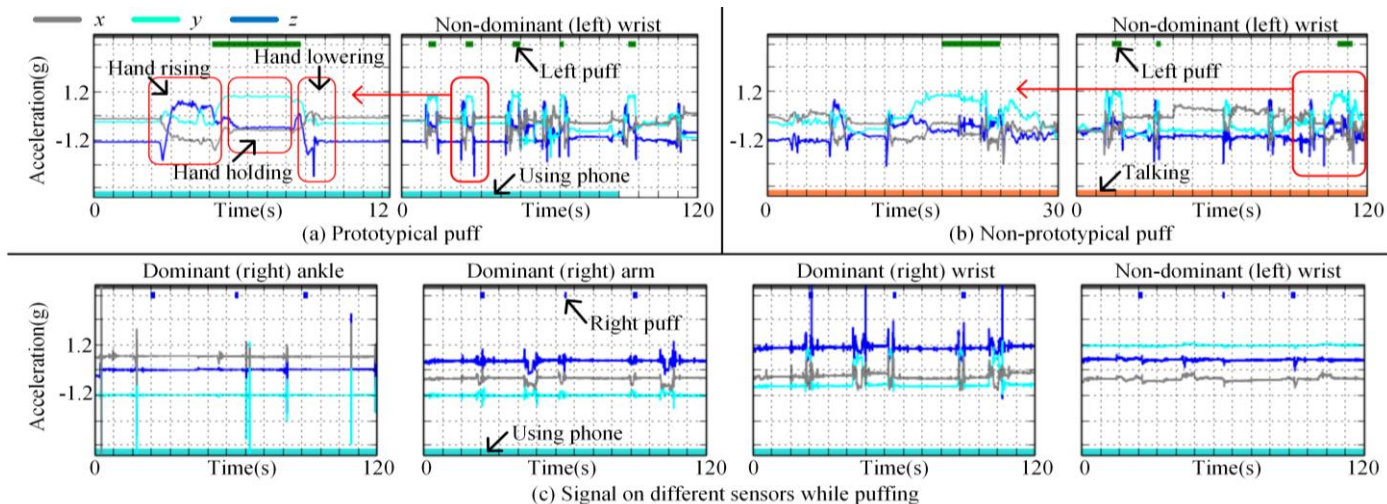 x y z
Non-dominant (left) wrist
Non-dominant (left) wrist
Hand rising
Hand lowering
Left puff
Left puff
Acceleration(g)
1.2
-1.2
Hand holding
Using phone
1.2
-1.2
Talking
0
Time(s)
12
0
Time(s)
120
0
Time(s)
30
0
Time(s)
120
(a) Prototypical puff
(b) Non-prototypical puff
Dominant (right) ankle
Dominant (right) arm
Dominant (right) wrist
Non-dominant (left) wrist
Right puff
Acceleration(g)
1.2
-1.2
Using phone
0
Time(s)
120
0
Time(s)
120
0
Time(s)
120
0
Time(s)
120
(c) Signal on different sensors while puffing